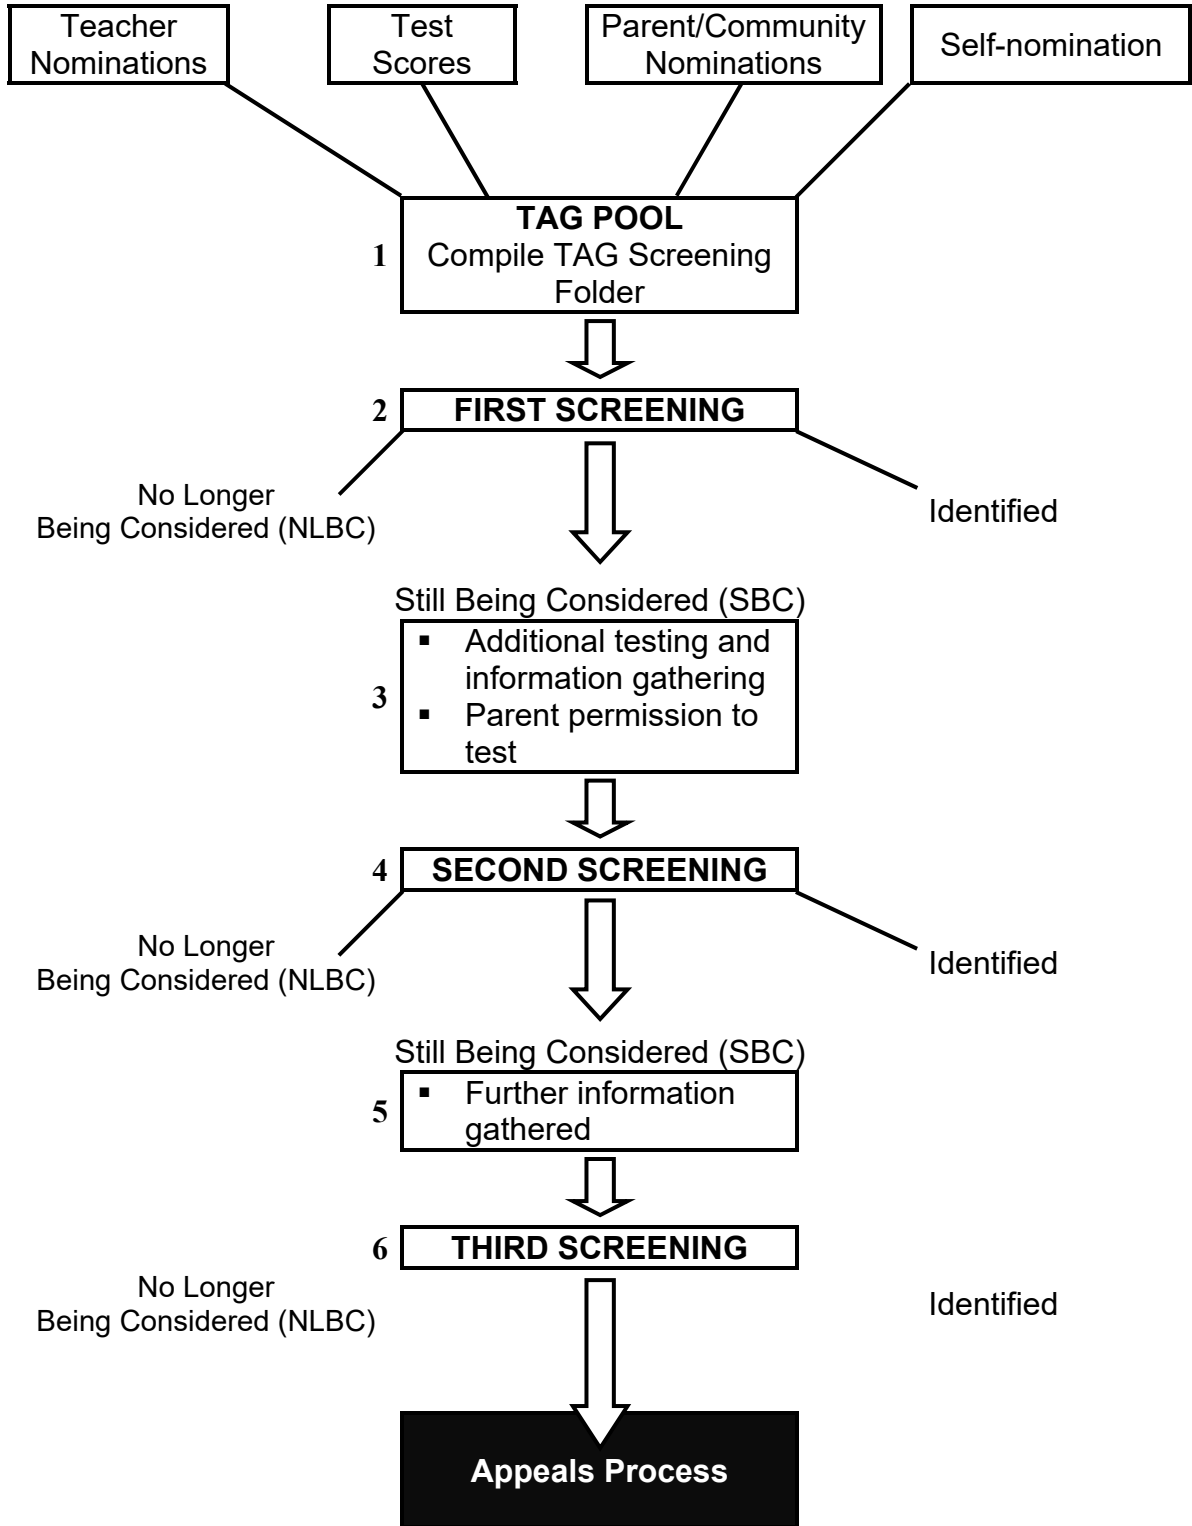 Teacher
Nominations
Test
Scores
Parent/Community
Nominations
Self-nomination
TAG POOL
1
Compile TAG Screening
Folder
2
FIRST SCREENING
No Longer
Being Considered (NLBC)
Identified
Still Being Considered (SBC)
3
▪ Additional testing and
information gathering
▪ Parent permission to
test
4
SECOND SCREENING
No Longer
Being Considered (NLBC)
Identified
Still Being Considered (SBC)
5
▪ Further information
gathered
6
THIRD SCREENING
No Longer
Being Considered (NLBC)
Identified
Appeals Process